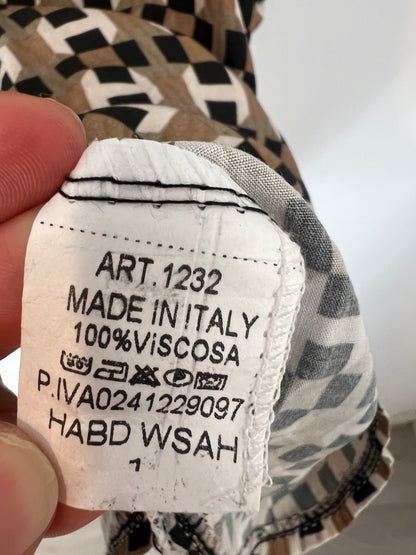 ART.1232
MADE IN ITALY
100%ViSCOSA
P.IVA0241229097
HABD WSAH
1